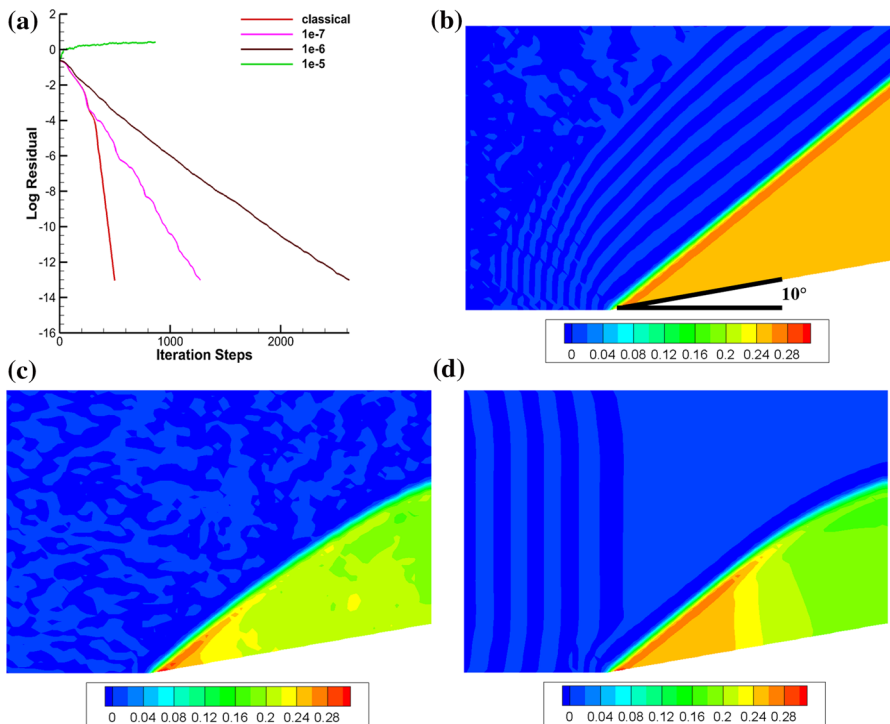 (a)
classical
1e-7
1e-6
1e-5
2
0
-2
-4
-6
-8
-10
-12
-14
-16
Log Residual
0 1000 2000
Iteration Steps
(b)
10°
0 0.04 0.08 0.12 0.16 0.2 0.24 0.28
(c)
0 0.04 0.08 0.12 0.16 0.2 0.24 0.28
(d)
0 0.04 0.08 0.12 0.16 0.2 0.24 0.28